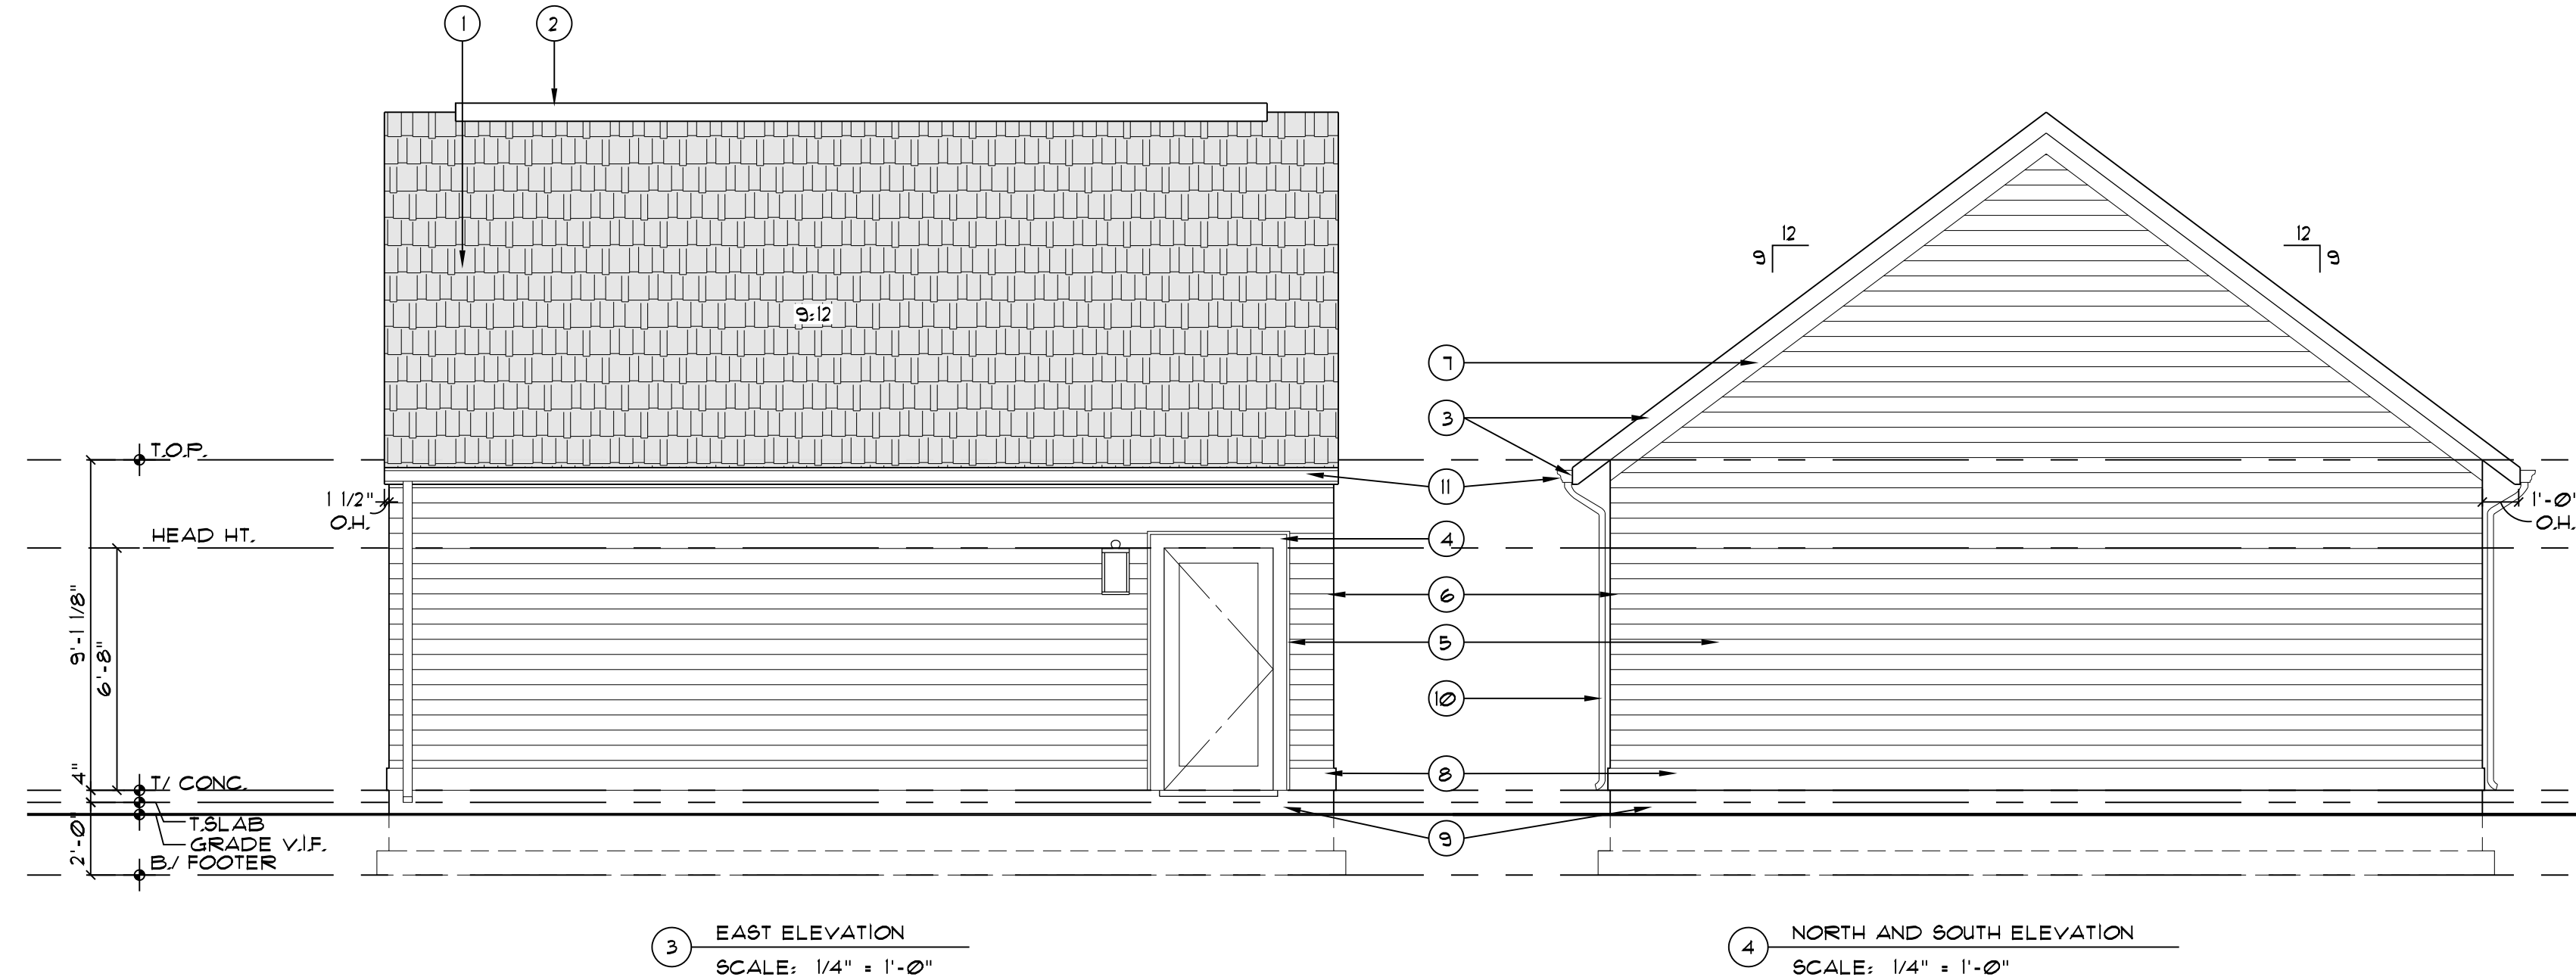 1
2
12
9
12
9
9:12
7
3
T.O.P.
11
1 1/2"
O.H.
1'-0"
O.H.
HEAD HT.
4
9'-1 1/8"
6'-8"
6
5
10
8
4"
T/ CONC.
T.SLAB
GRADE V.I.F.
2'-0"
B./ FOOTER
9
3
EAST ELEVATION
SCALE: 1/4" = 1'-0"
4
NORTH AND SOUTH ELEVATION
SCALE: 1/4" = 1'-0"